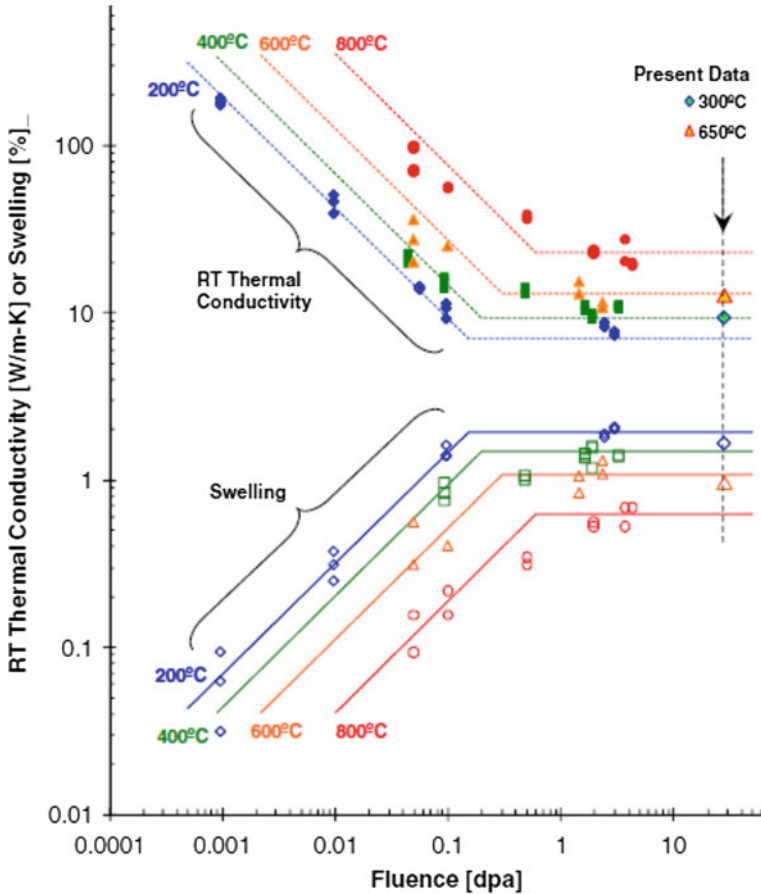 800ºC
600ºC
400ºC
200ºC
Present Data
300ºC
650ºC
100
10
1
0.1
0.01
RT Thermal Conductivity [W/m-K] or Swelling [%]_
RT Thermal
Conductivity
Swelling
200ºC
400ºC
600ºC
800ºC
0.0001
0.001
0.01
0.1
1
10
Fluence [dpa]